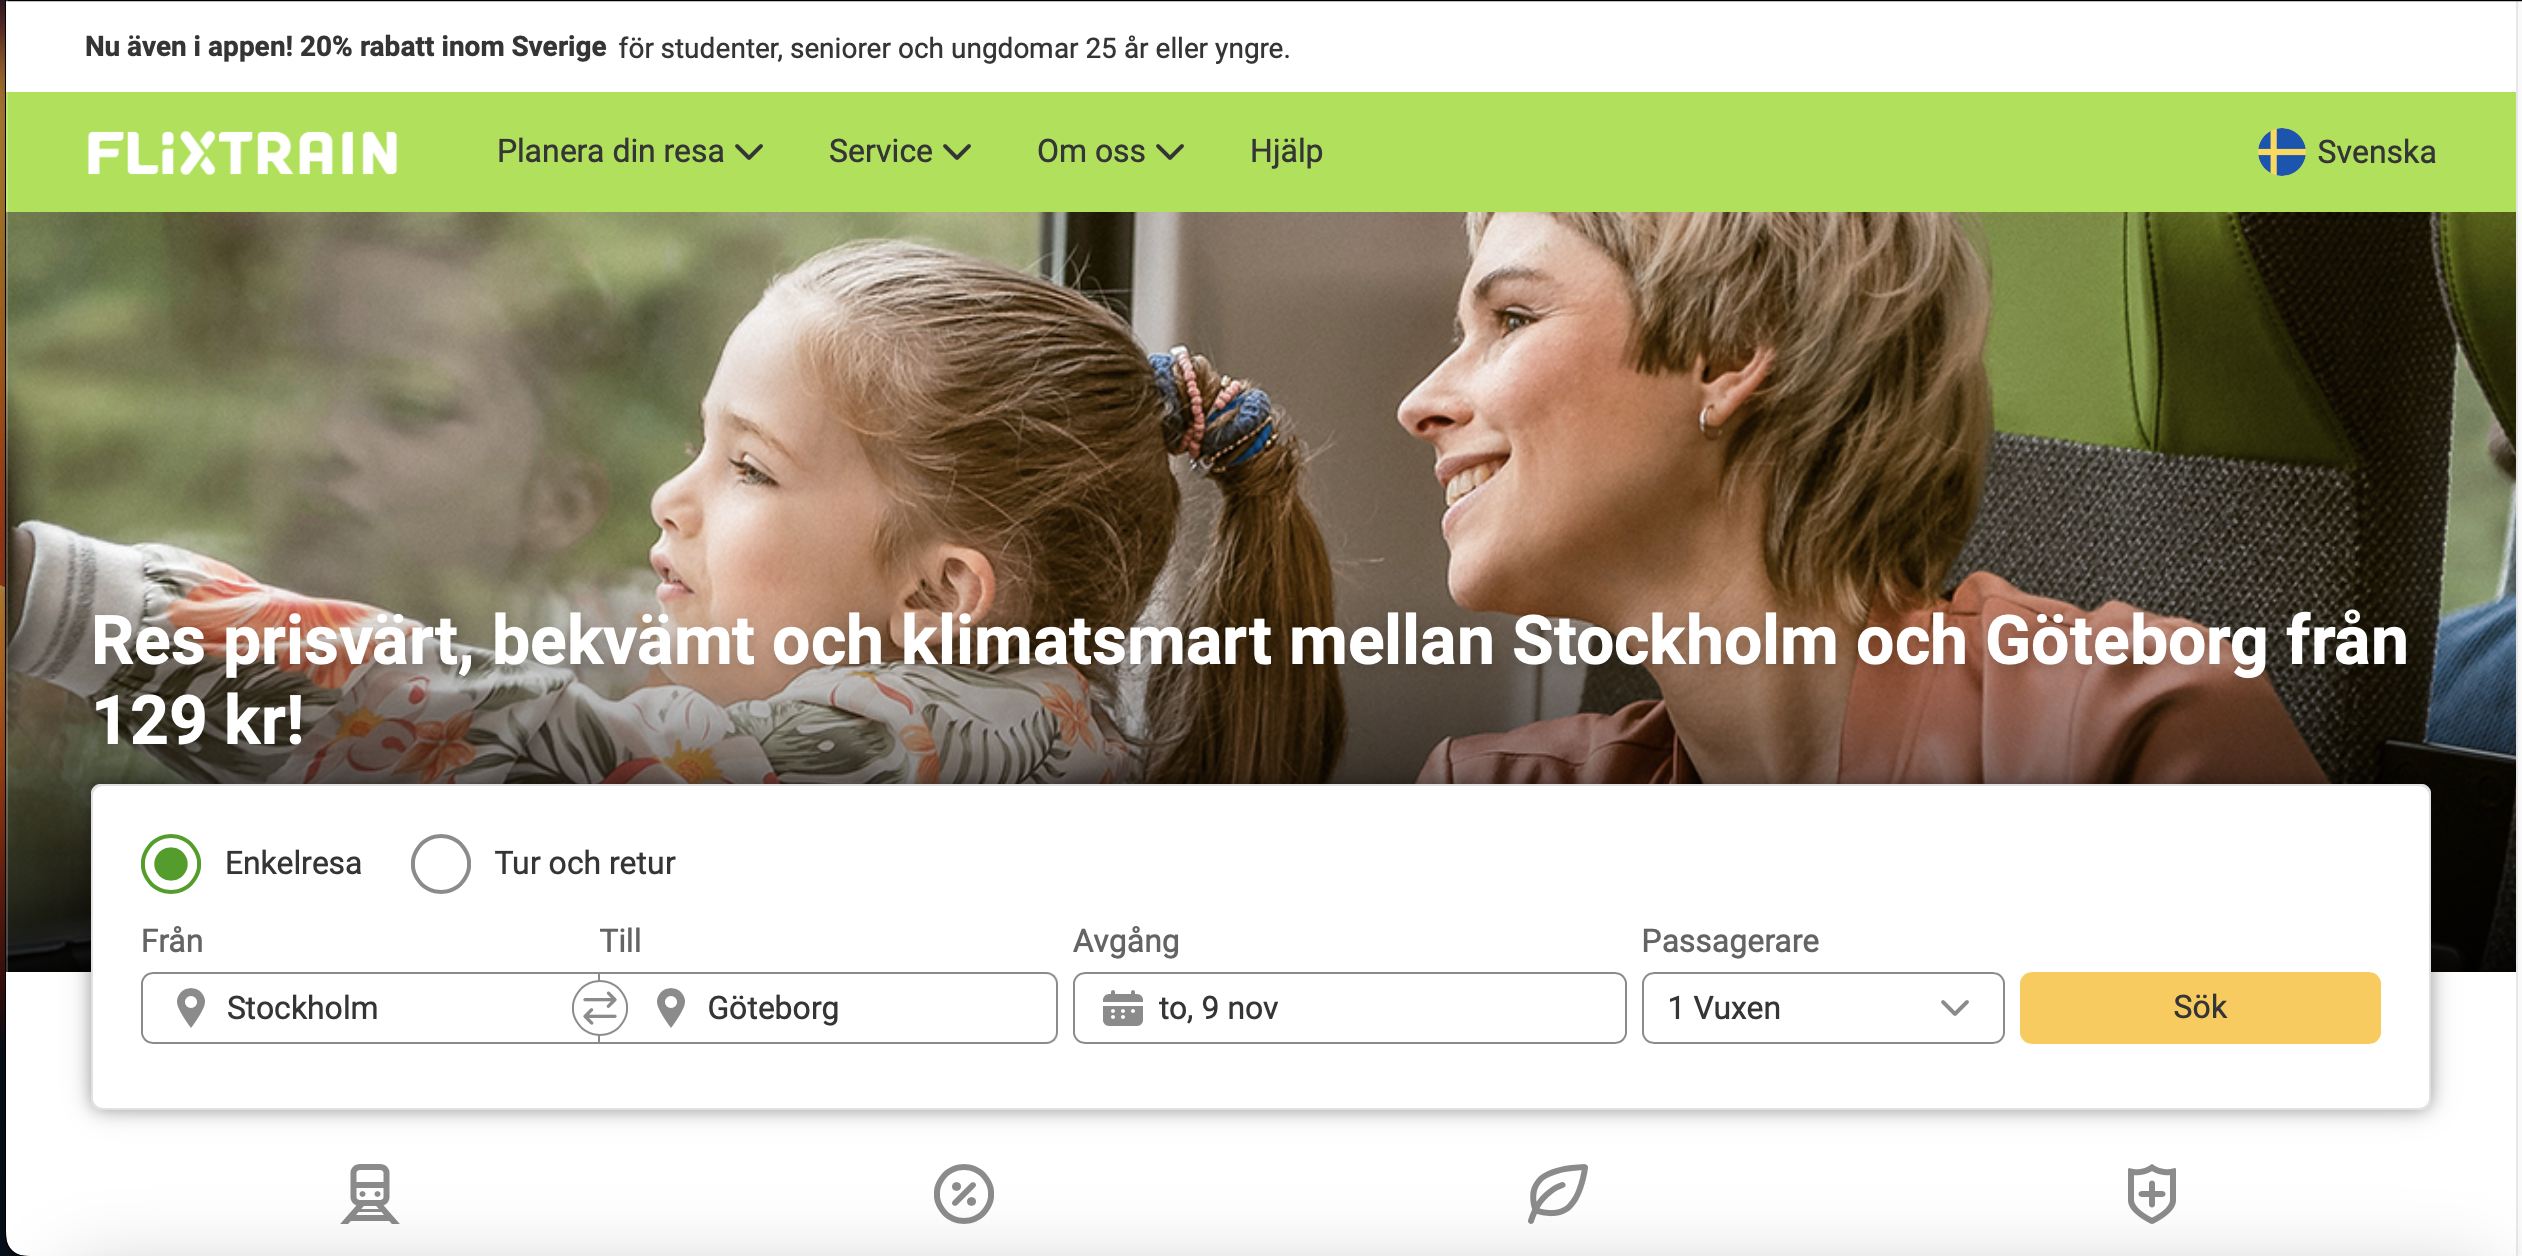 Nu även i appen! 20% rabatt inom Sverige för studenter, seniorer och ungdomar 25 år eller yngre.
FLiXTRAIN Planera din resa Service Om oss Hjälp Svenska
Res prisvärt, bekvämt och klimatsmart mellan Stockholm och Göteborg från
129 kr!
Enkelresa Tur och retur
Från Till Avgång Passagerare
Stockholm Göteborg to, 9 nov 1 Vuxen Sök